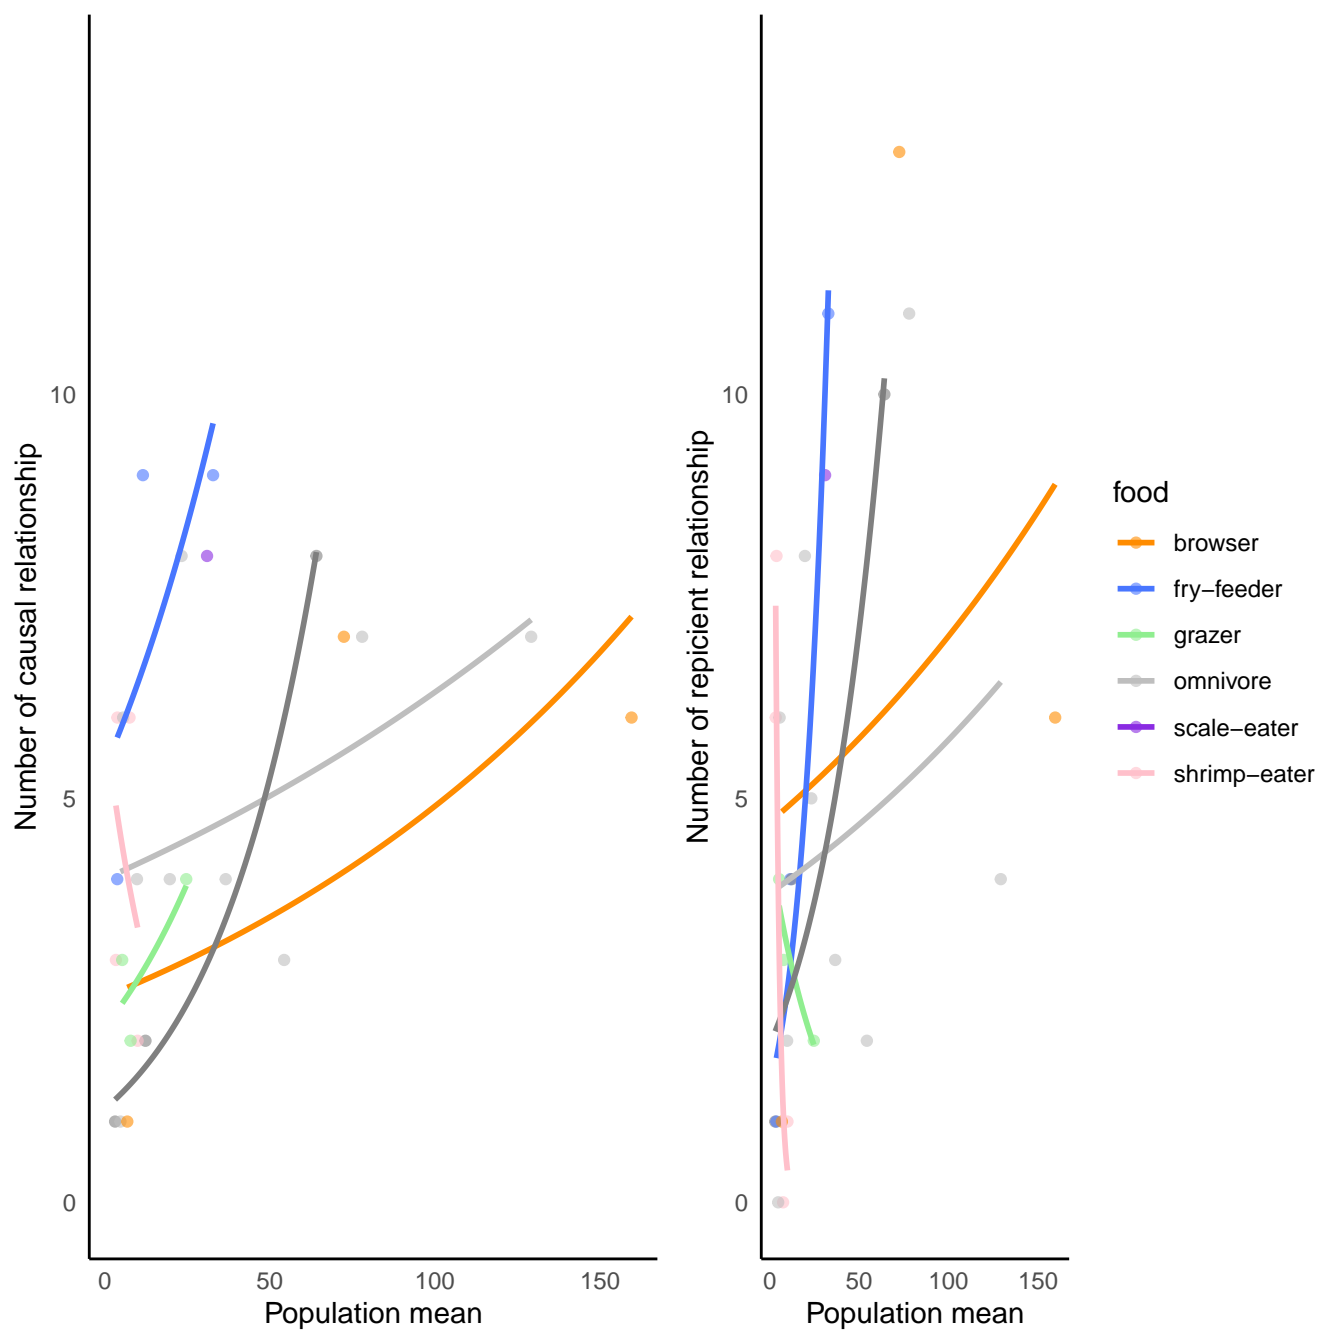 Number of causal relationship
10
5
0
0 50 100 150
Population mean
Number of repicient relationship
10
5
0
0 50 100 150
Population mean
food
browser
fry−feeder
grazer
omnivore
scale−eater
shrimp−eater